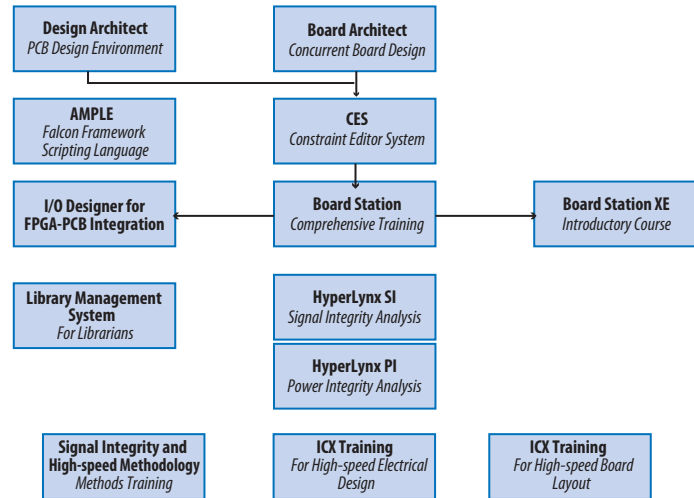 Design Architect
PCB Design Environment
Board Architect
Concurrent Board Design
AMPLE
Falcon Framework
Scripting Language
CES
Constraint Editor System
I/O Designer for
FPGA-PCB Integration
Board Station
Comprehensive Training
Board Station XE
Introductory Course
Library Management
System
For Librarians
HyperLynx SI
Signal Integrity Analysis
HyperLynx PI
Power Integrity Analysis
Signal Integrity and
High-speed Methodology
Methods Training
ICX Training
For High-speed Electrical
Design
ICX Training
For High-speed Board
Layout